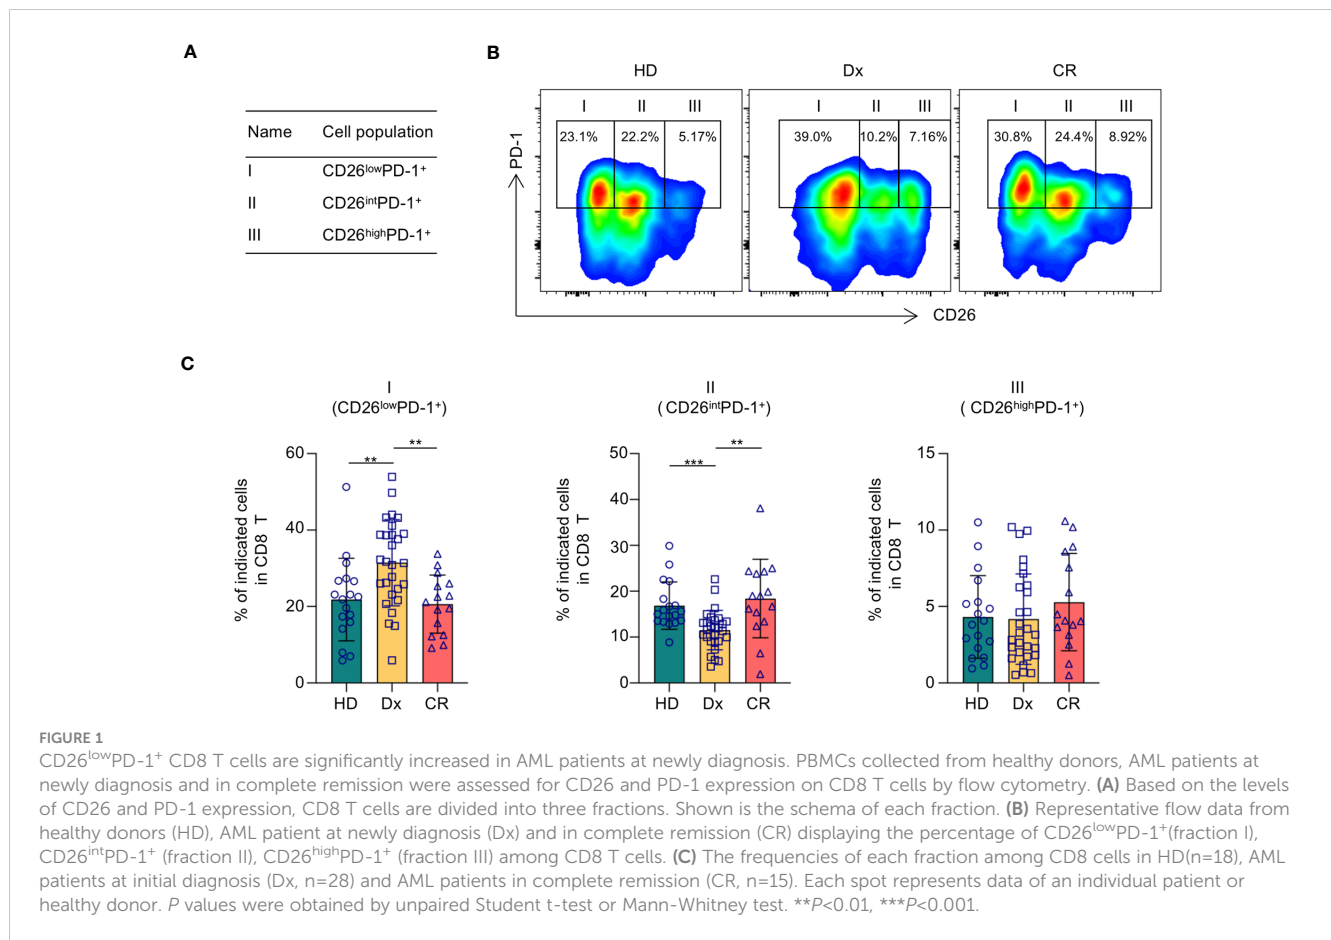 A
Name Cell population
I CD26lowPD-1+
II CD26intPD-1+
III CD26highPD-1+
B
HD Dx CR
I II III I II III I II III
23.1% 22.2% 5.17% 39.0% 10.2% 7.16% 30.8% 24.4% 8.92%
PD-1
CD26
C
I
(CD26lowPD-1+)
** **
% of indicated cells
in CD8 T
60
40
20
0
HD Dx CR
II
( CD26intPD-1+)
*** **
% of indicated cells
in CD8 T
50
40
30
20
10
0
HD Dx CR
III
( CD26highPD-1+)
% of indicated cells
in CD8 T
15
10
5
0
HD Dx CR
FIGURE 1
CD26lowPD-1+ CD8 T cells are significantly increased in AML patients at newly diagnosis. PBMCs collected from healthy donors, AML patients at
newly diagnosis and in complete remission were assessed for CD26 and PD-1 expression on CD8 T cells by flow cytometry. (A) Based on the levels
of CD26 and PD-1 expression, CD8 T cells are divided into three fractions. Shown is the schema of each fraction. (B) Representative flow data from
healthy donors (HD), AML patient at newly diagnosis (Dx) and in complete remission (CR) displaying the percentage of CD26lowPD-1+(fraction I),
CD26intPD-1+ (fraction II), CD26highPD-1+ (fraction III) among CD8 T cells. (C) The frequencies of each fraction among CD8 cells in HD(n=18), AML
patients at initial diagnosis (Dx, n=28) and AML patients in complete remission (CR, n=15). Each spot represents data of an individual patient or
healthy donor. P values were obtained by unpaired Student t-test or Mann-Whitney test. **P<0.01, ***P<0.001.